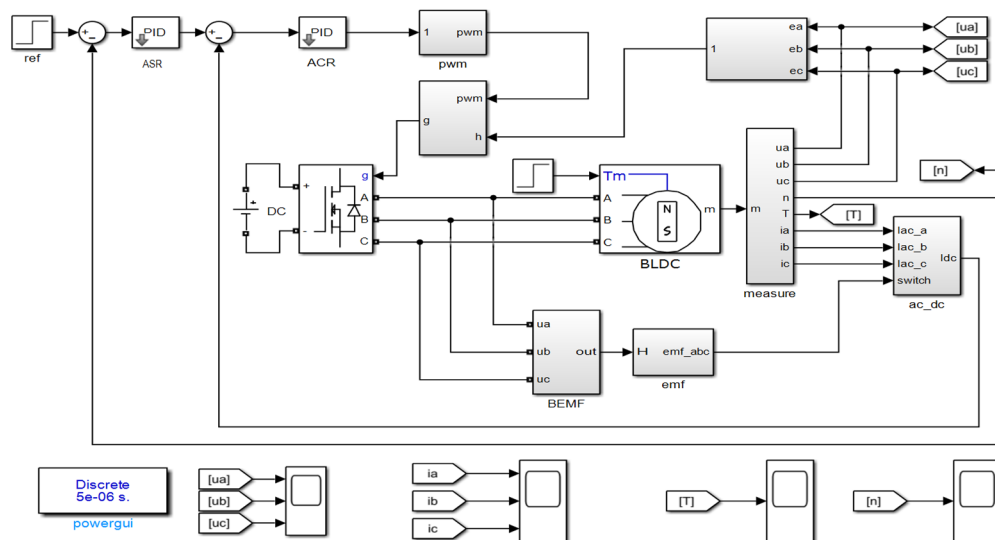 ref
PID
ASR
PID
ACR
1
pwm
pwm
pwm
g
h
1
ea
eb
ec
[ua]
[ub]
[uc]
DC
+
-
g
A
B
C
Tm
A
B
C
N
S
m
BLDC
m
ua
ub
uc
n
T
ia
ib
ic
measure
[n]
[T]
Iac_a
Iac_b
Iac_c
switch
Idc
ac_dc
ua
ub
uc
out
BEMF
H
emf_abc
emf
Discrete
5e-06 s.
powergui
[ua]
[ub]
[uc]
ia
ib
ic
[T]
[n]